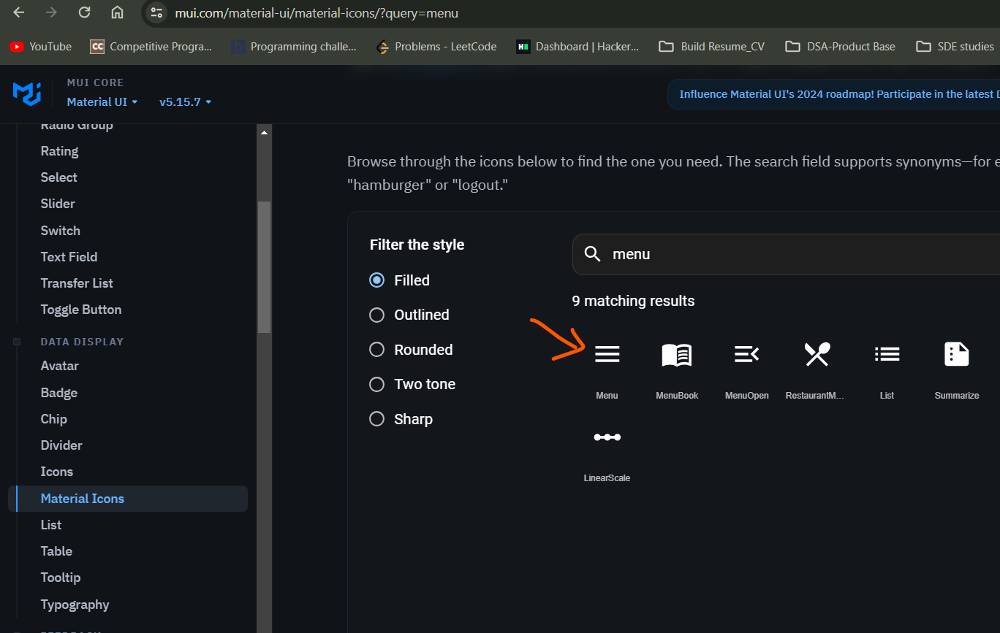 mui.com/material-ui/material-icons/?query=menu
YouTube
CC Competitive Progra...
Programming challe...
Problems - LeetCode
Dashboard | Hacker...
Build Resume_CV
DSA-Product Base
SDE studies
MUI CORE
Material UI
v5.15.7
Influence Material UI's 2024 roadmap! Participate in the latest
Radio Group
Rating
Select
Slider
Switch
Text Field
Transfer List
Toggle Button
DATA DISPLAY
Avatar
Badge
Chip
Divider
Icons
Material Icons
List
Table
Tooltip
Typography
Browse through the icons below to find the one you need. The search field supports synonyms—for
"hamburger" or "logout."
Filter the style
Filled
Outlined
Rounded
Two tone
Sharp
menu
9 matching results
Menu
MenuBook
MenuOpen
RestaurantM...
List
Summarize
LinearScale